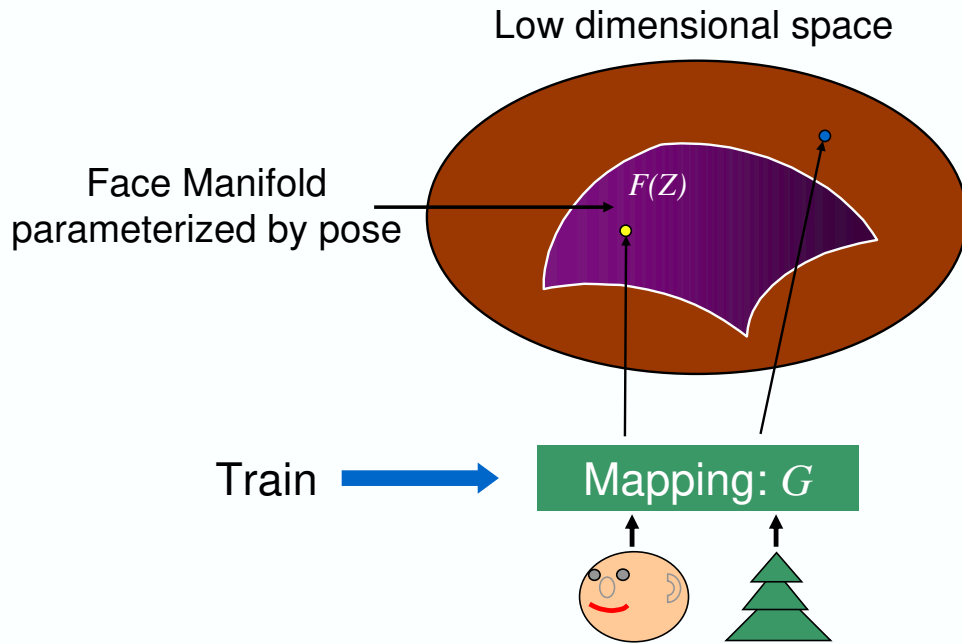 Low dimensional space
F(Z)
Face Manifold
parameterized by pose
Train
Mapping: G